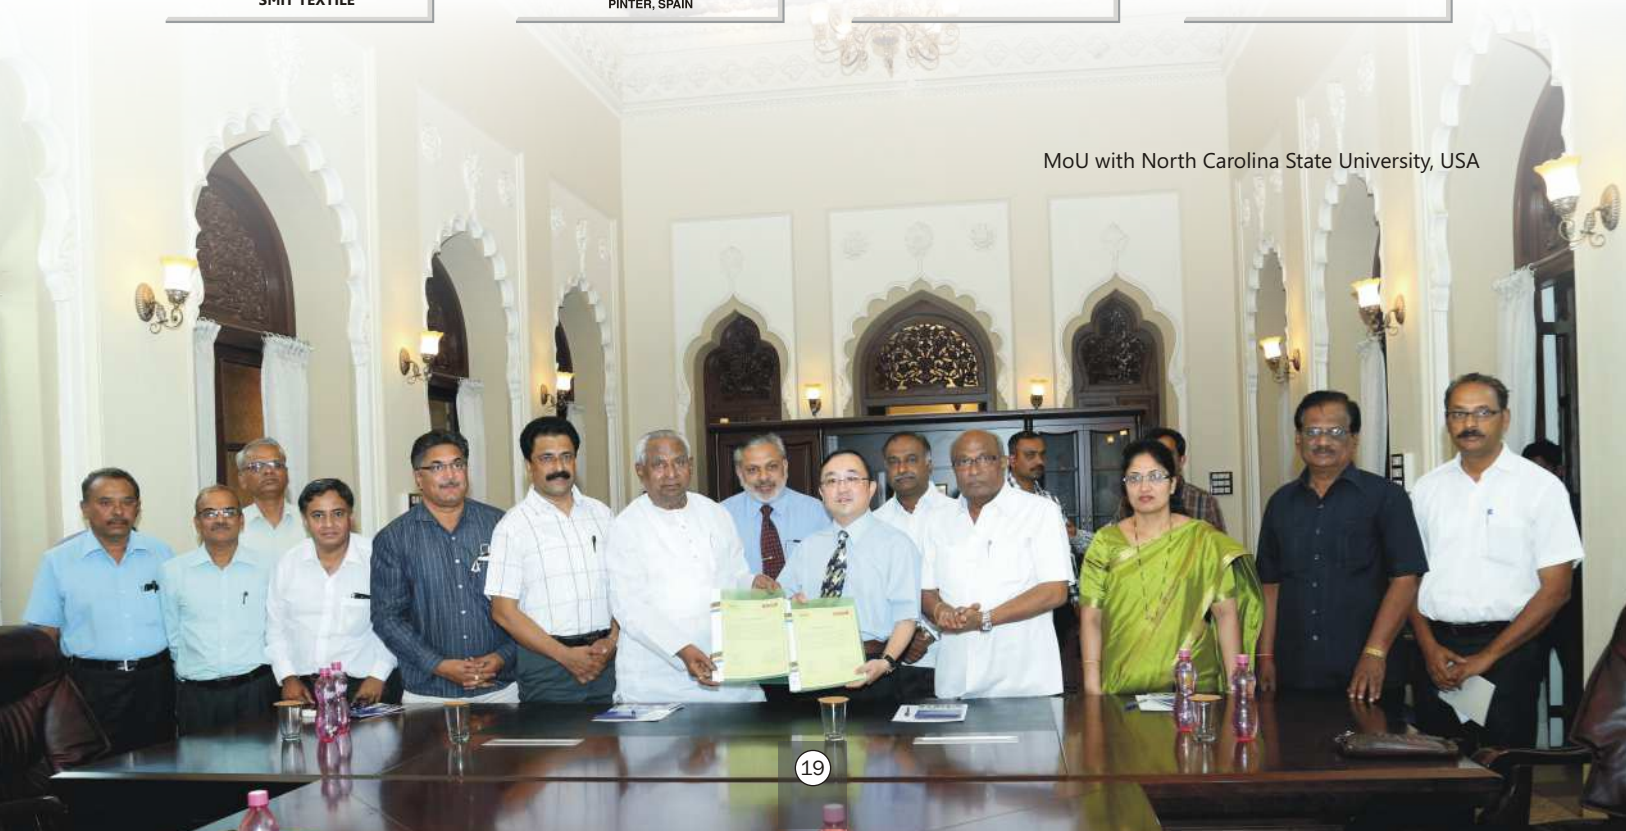 SMIT TEXTILE
PINTER, SPAIN
MoU with North Carolina State University, USA
19